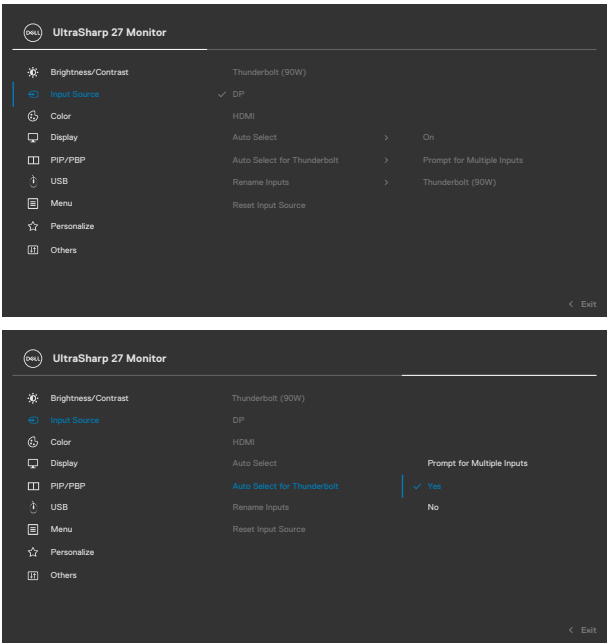 DELL UltraSharp 27 Monitor
Brightness/Contrast Thunderbolt (90W)
Input Source DP
Color HDMI
Display Auto Select > On
PIP/PBP Auto Select for Thunderbolt > Prompt for Multiple Inputs
USB Rename Inputs > Thunderbolt (90W)
Menu Reset Input Source
Personalize
Others
< Exit
DELL UltraSharp 27 Monitor
Brightness/Contrast Thunderbolt (90W)
Input Source DP
Color HDMI
Display Auto Select Prompt for Multiple Inputs
PIP/PBP Auto Select for Thunderbolt Yes
USB Rename Inputs No
Menu Reset Input Source
Personalize
Others
< Exit